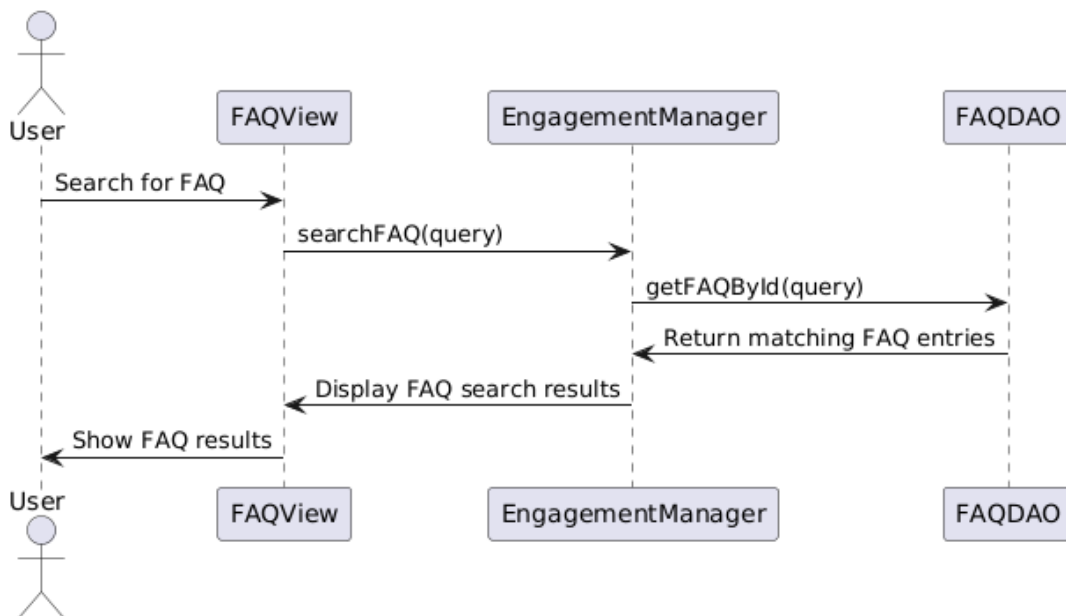 User
FAQView
EngagementManager
FAQDAO
Search for FAQ
searchFAQ(query)
getFAQById(query)
Return matching FAQ entries
Display FAQ search results
Show FAQ results
User
FAQView
EngagementManager
FAQDAO